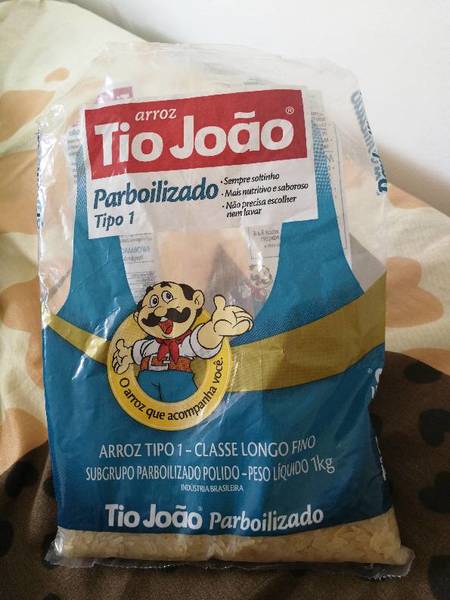 arroz
Tio João®
Parboilizado
Tipo 1
• Sempre soltinho
• Mais nutritivo e saboroso
• Não precisa escolher
nem lavar
O arroz que acompanha você.
ARROZ TIPO 1 - CLASSE LONGO FINO
SUBGRUPO PARBOILIZADO POLIDO - PESO LÍQUIDO 1kg
INDÚSTRIA BRASILEIRA
Tio João® Parboilizado